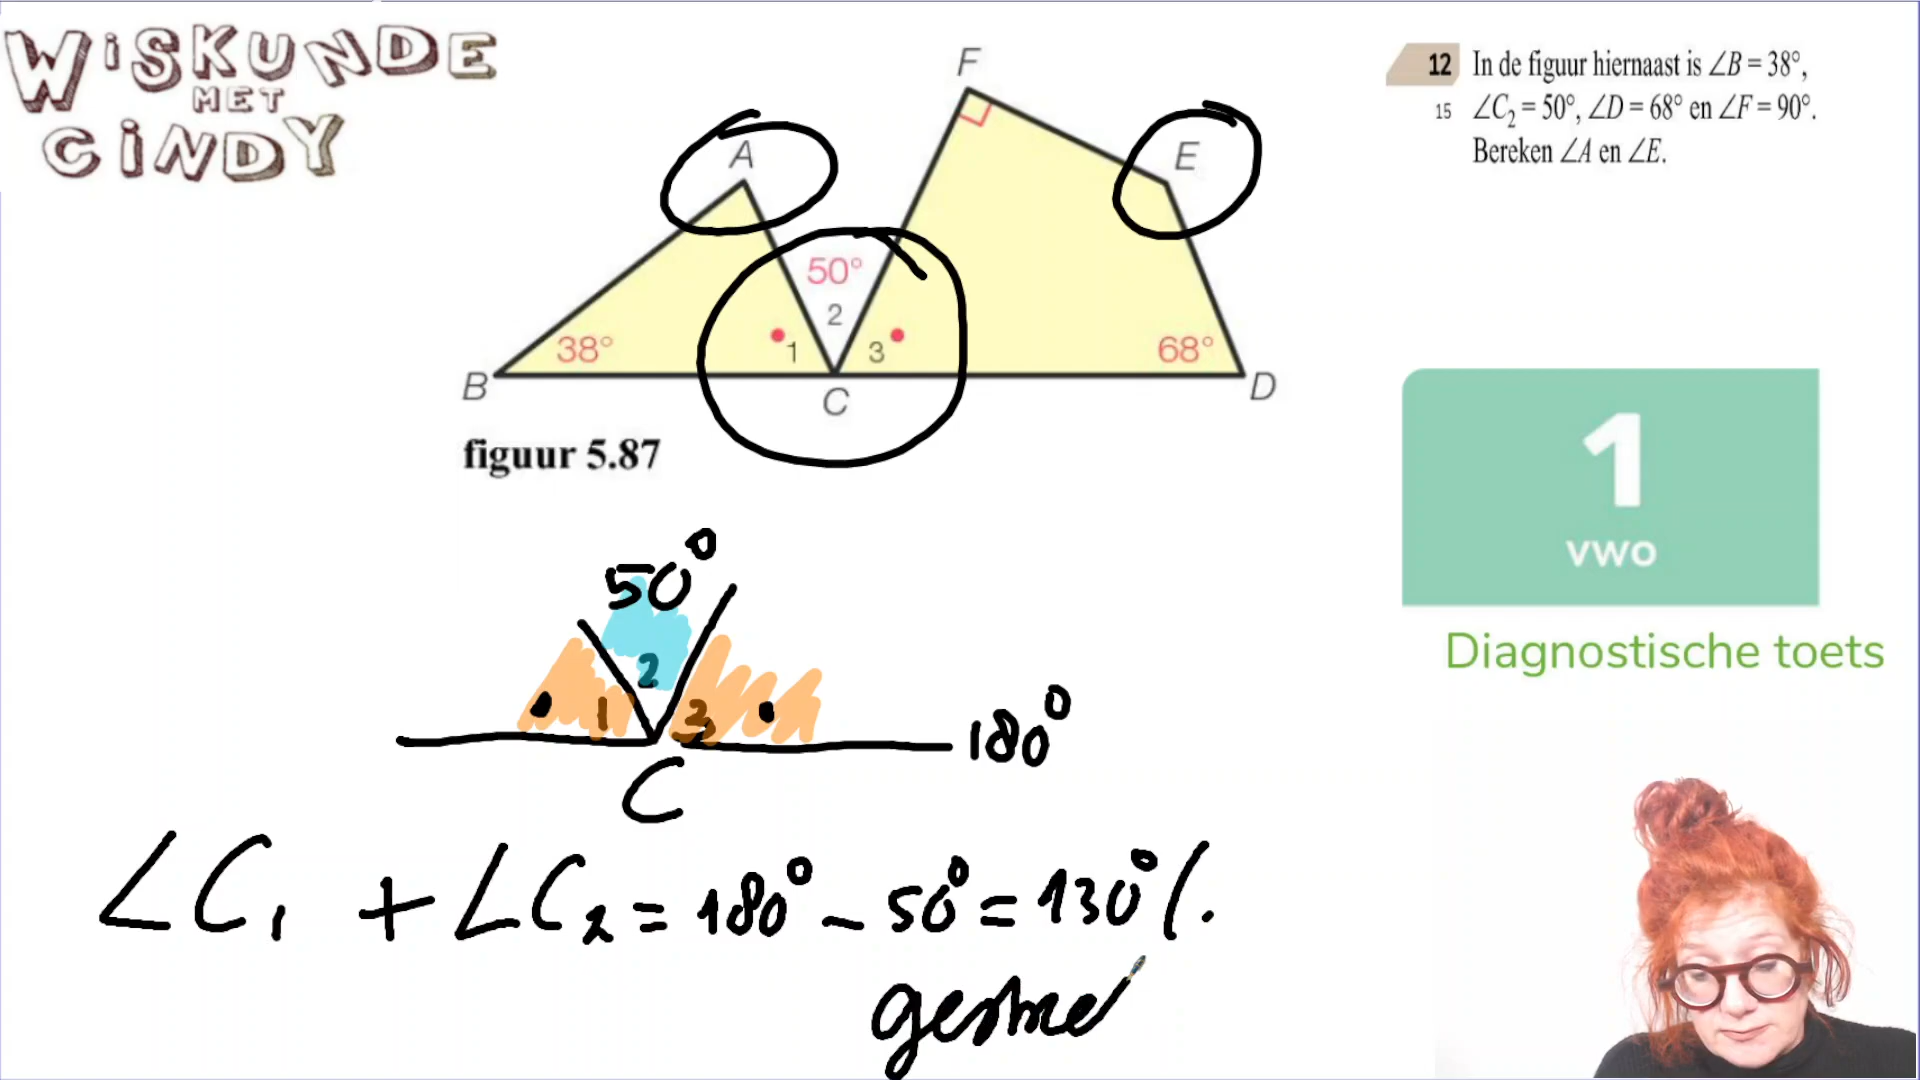 WiSKUNDE
MET
CiNDY
F
A
E
50°
2
38°
1
3
68°
B
C
D
figuur 5.87
12 In de figuur hiernaast is ∠B = 38°,
15 ∠C₂ = 50°, ∠D = 68° en ∠F = 90°.
Bereken ∠A en ∠E.
1
vwo
Diagnostische toets
50°
2
1
3
180°
C
∠C₁ + ∠C₂ = 180° - 50° = 130° (.